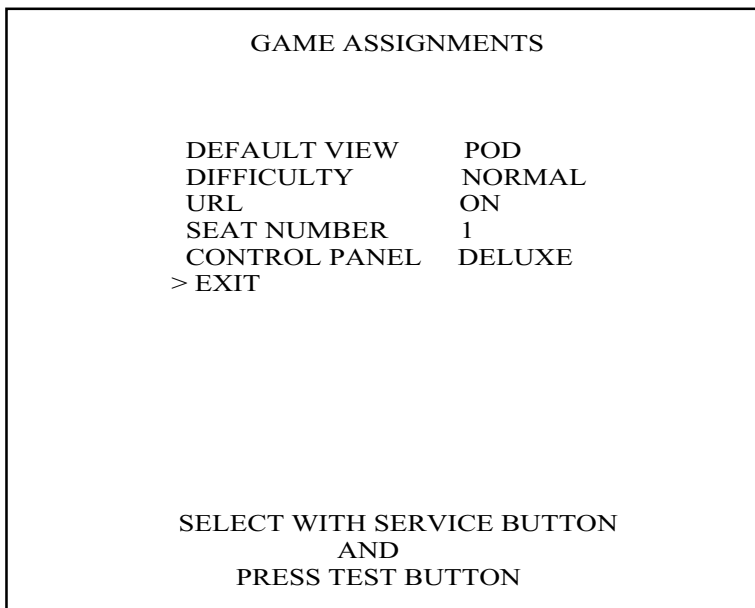 GAME ASSIGNMENTS
DEFAULT VIEW POD
DIFFICULTY NORMAL
URL ON
SEAT NUMBER 1
CONTROL PANEL DELUXE
> EXIT
SELECT WITH SERVICE BUTTON
AND
PRESS TEST BUTTON